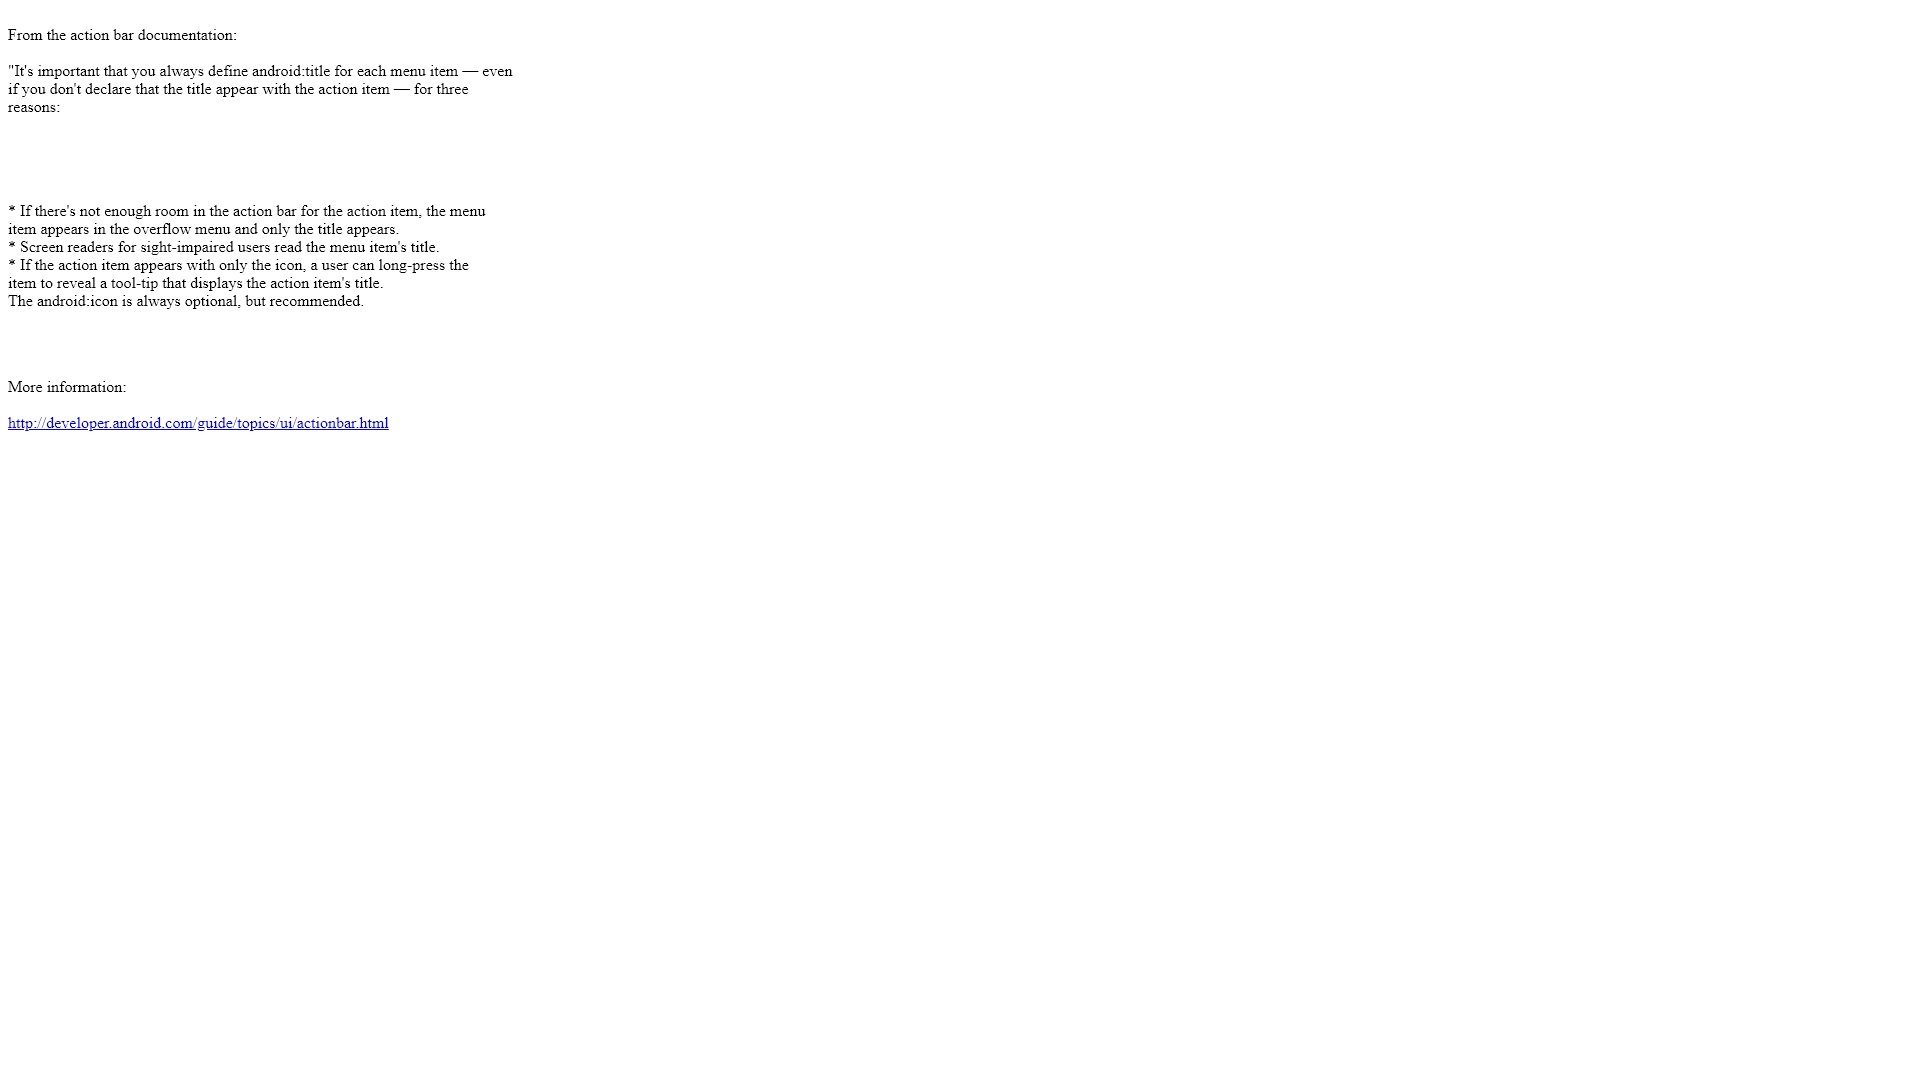 From the action bar documentation:
"It's important that you always define android:title for each menu item — even
if you don't declare that the title appear with the action item — for three
reasons:
* If there's not enough room in the action bar for the action item, the menu
item appears in the overflow menu and only the title appears.
* Screen readers for sight-impaired users read the menu item's title.
* If the action item appears with only the icon, a user can long-press the
item to reveal a tool-tip that displays the action item's title.
The android:icon is always optional, but recommended.
More information:
http://developer.android.com/guide/topics/ui/actionbar.html